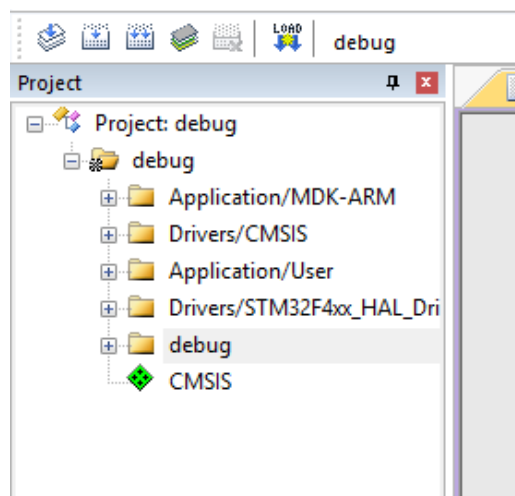 LOAD
debug
Project
Project: debug
debug
Application/MDK-ARM
Drivers/CMSIS
Application/User
Drivers/STM32F4xx_HAL_Dri
debug
CMSIS